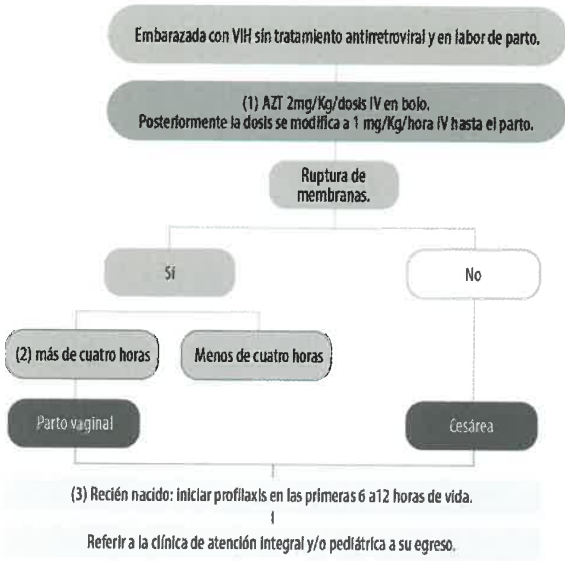 Embarazada con VIH sin tratamiento antirretroviral y en labor de parto.
(1) AZT 2mg/Kg/dosis IV en bolo.
Posteriormente la dosis se modifica a 1 mg/Kg/hora IV hasta el parto.
Ruptura de
membranas.
Sí
No
(2) más de cuatro horas
Menos de cuatro horas
Parto vaginal
Cesárea
(3) Recién nacido: iniciar profilaxis en las primeras 6 a12 horas de vida.
Referir a la clínica de atención integral y/o pediátrica a su egreso.